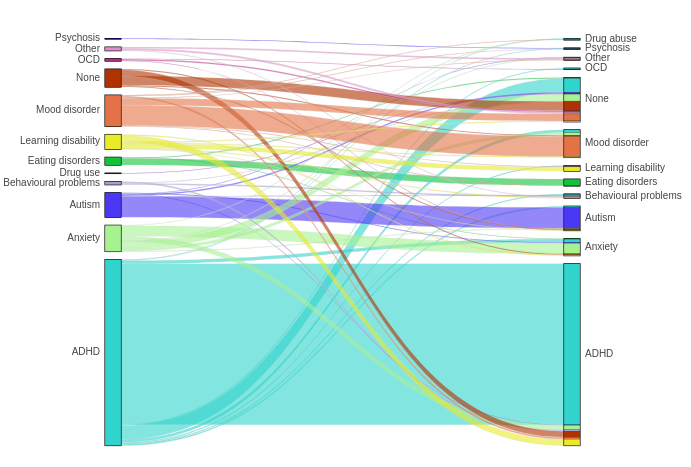 Psychosis
Other
OCD
None
Mood disorder
Learning disability
Eating disorders
Drug use
Behavioural problems
Autism
Anxiety
ADHD
Drug abuse
Psychosis
Other
OCD
None
Mood disorder
Learning disability
Eating disorders
Behavioural problems
Autism
Anxiety
ADHD